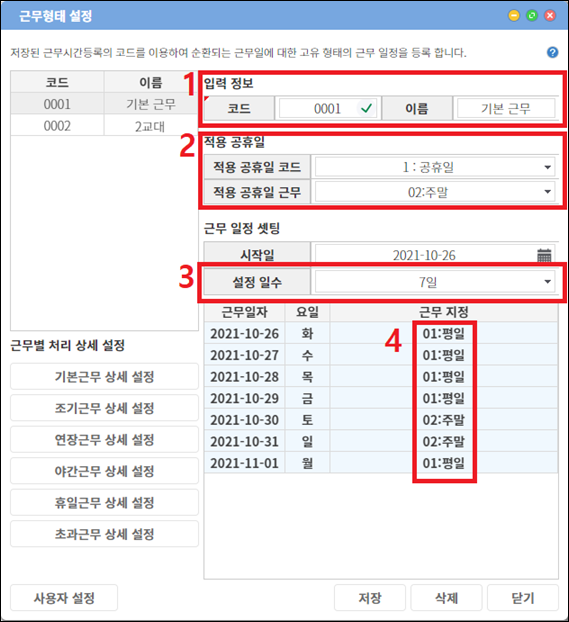 근무형태 설정
저장된 근무시간등록의 코드를 이용하여 순환되는 근무일에 대한 고유 형태의 근무 일정을 등록 합니다. ?
코드 이름
0001 기본 근무
0002 2교대
근무별 처리 상세 설정
기본근무 상세 설정
조기근무 상세 설정
연장근무 상세 설정
야간근무 상세 설정
휴일근무 상세 설정
초과근무 상세 설정
1 입력 정보
코드 0001 이름 기본 근무
2 적용 공휴일
적용 공휴일 코드 1 : 공휴일
적용 공휴일 근무 02:주말
근무 일정 셋팅
시작일 2021-10-26
3 설정 일수 7일
근무일자 요일 근무 지정
4
2021-10-26 화 01:평일
2021-10-27 수 01:평일
2021-10-28 목 01:평일
2021-10-29 금 01:평일
2021-10-30 토 02:주말
2021-10-31 일 02:주말
2021-11-01 월 01:평일
사용자 설정 저장 삭제 닫기